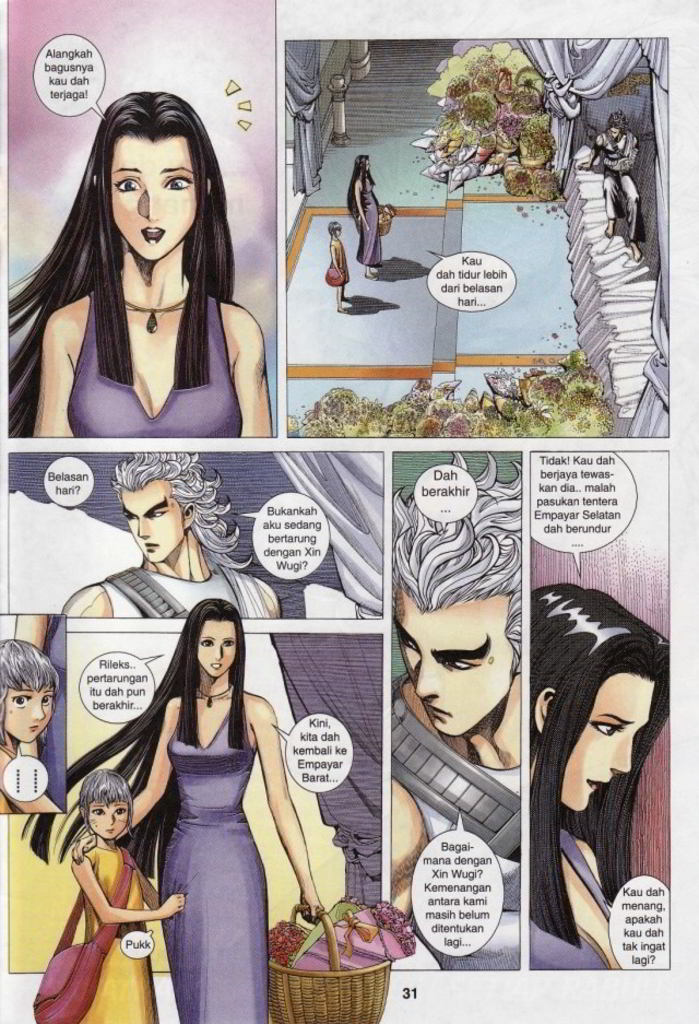 Alangkah
bagusnya
kau dah
terjaga!
Kau
dah tidur lebih
dari belasan
hari...
Belasan
hari?
Bukankah
aku sedang
bertarung
dengan Xin
Wugi?
Rileks..
pertarungan
itu dah pun
berakhir...
Kini,
kita dah
kembali ke
Empayar
Barat...
! !
Pukk
Dah
berakhir
...
Bagai-
mana dengan
Xin Wugi?
Kemenangan
antara kami
masih belum
ditentukan
lagi...
Tidak! Kau dah
berjaya tewas-
kan dia.. malah
pasukan tentera
Empayar Selatan
dah berundur
....
Kau dah
menang,
apakah
kau dah
tak ingat
lagi?
31